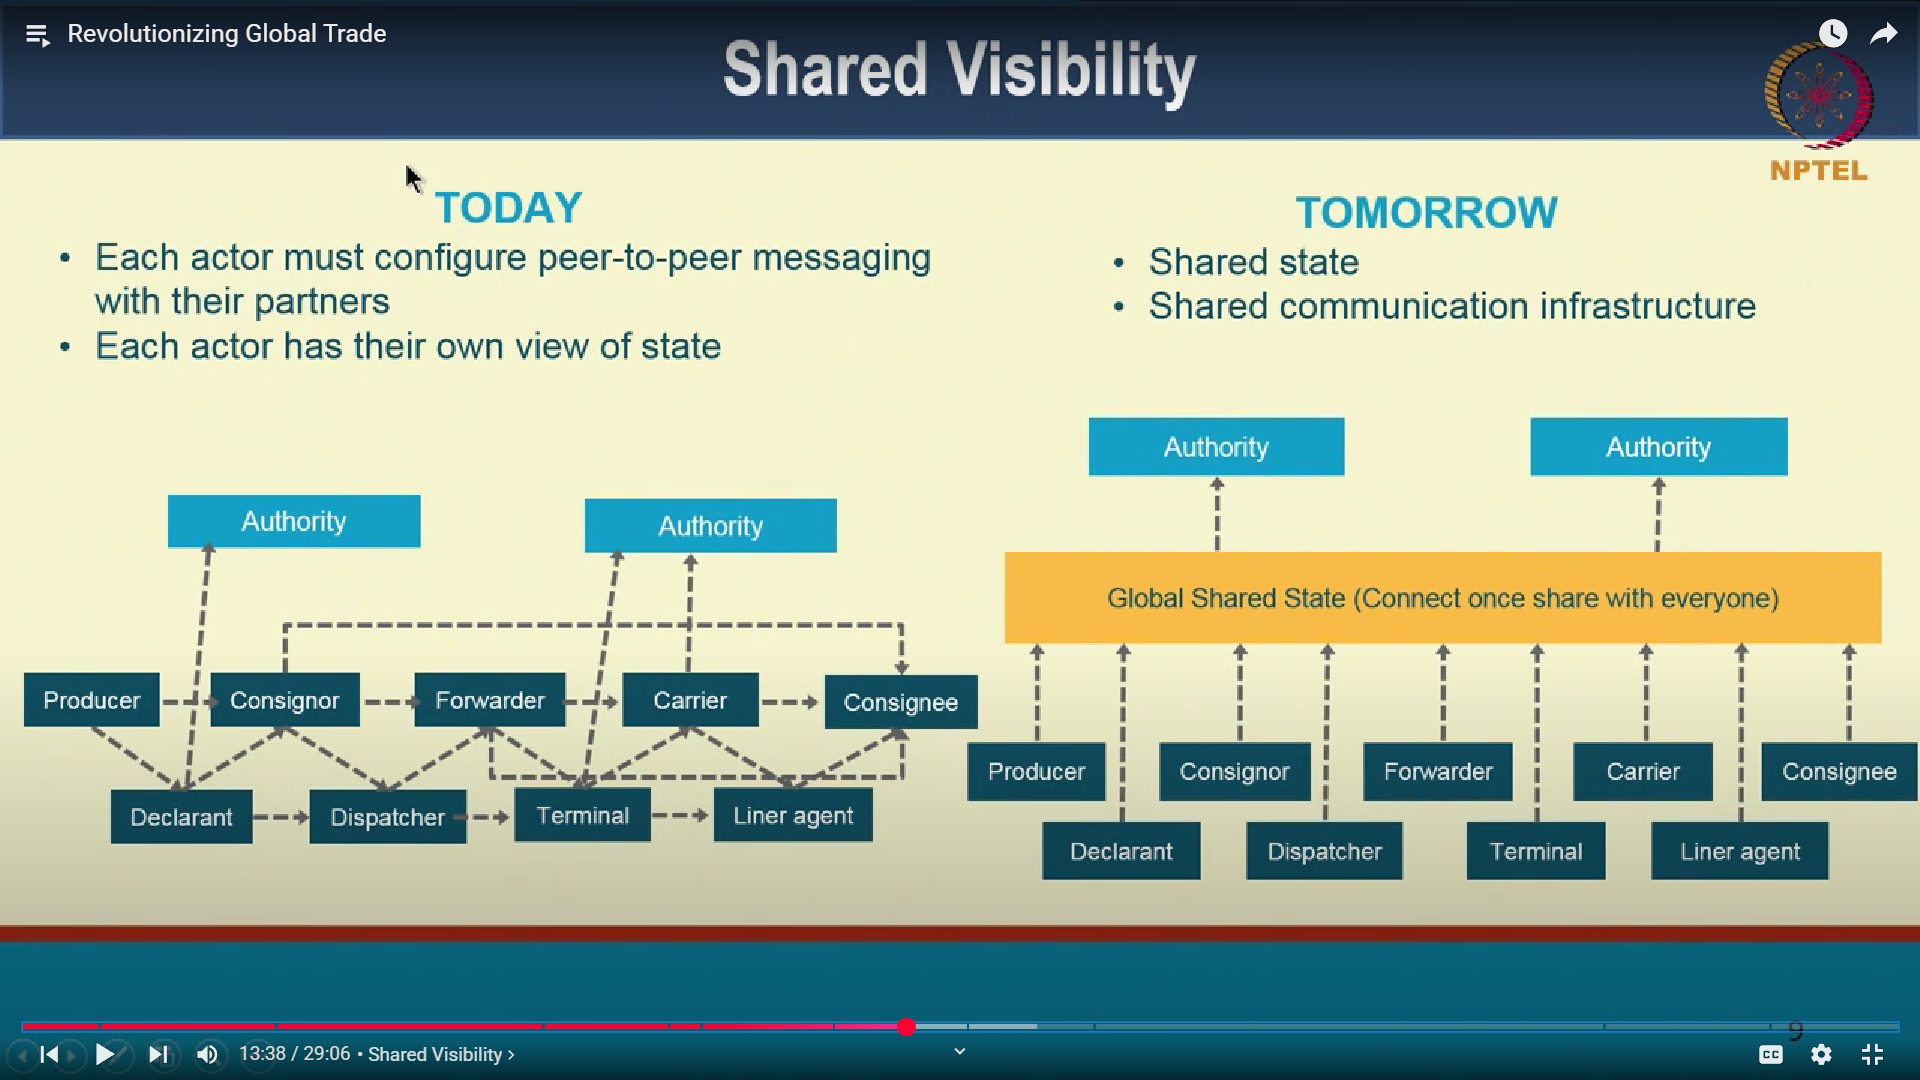 Revolutionizing Global Trade
Shared Visibility
NPTEL
TODAY
• Each actor must configure peer-to-peer messaging
with their partners
• Each actor has their own view of state
TOMORROW
• Shared state
• Shared communication infrastructure
Authority
Authority
Producer
Consignor
Forwarder
Carrier
Consignee
Declarant
Dispatcher
Terminal
Liner agent
Authority
Authority
Global Shared State (Connect once share with everyone)
Producer
Consignor
Forwarder
Carrier
Consignee
Declarant
Dispatcher
Terminal
Liner agent
9
13:38 / 29:06 • Shared Visibility ›
CC